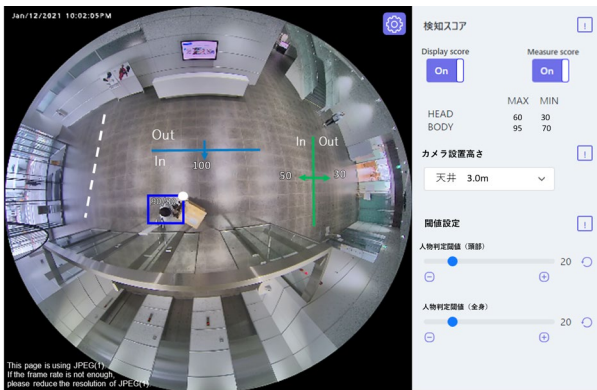 Jan/12/2021 10:02:05PM
Out
In
100
In Out
50
30
This page is using JPEG(1)
If the frame rate is not enough,
please reduce the resolution of JPEG(1)
検知スコア
Display score
Measure score
On
On
MAX MIN
HEAD 60 30
BODY 95 70
カメラ設置高さ
天井 3.0m
閾値設定
人物判定閾値（頭部）
20
人物判定閾値（全身）
20